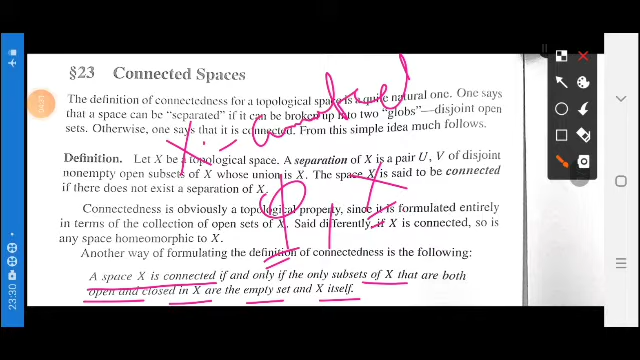 §23 Connected Spaces
The definition of connectedness for a topological space is a quite natural one. One says
that a space can be "separated" if it can be broken up into two "globs"—disjoint open
sets. Otherwise, one says that it is connected. From this simple idea much follows.
Definition. Let X be a topological space. A separation of X is a pair U, V of disjoint
nonempty open subsets of X whose union is X. The space X is said to be connected
if there does not exist a separation of X.
Connectedness is obviously a topological property, since it is formulated entirely
in terms of the collection of open sets of X. Said differently, if X is connected, so is
any space homeomorphic to X.
Another way of formulating the definition of connectedness is the following:
A space X is connected if and only if the only subsets of X that are both
open and closed in X are the empty set and X itself.
X
ϕ , X
23:30